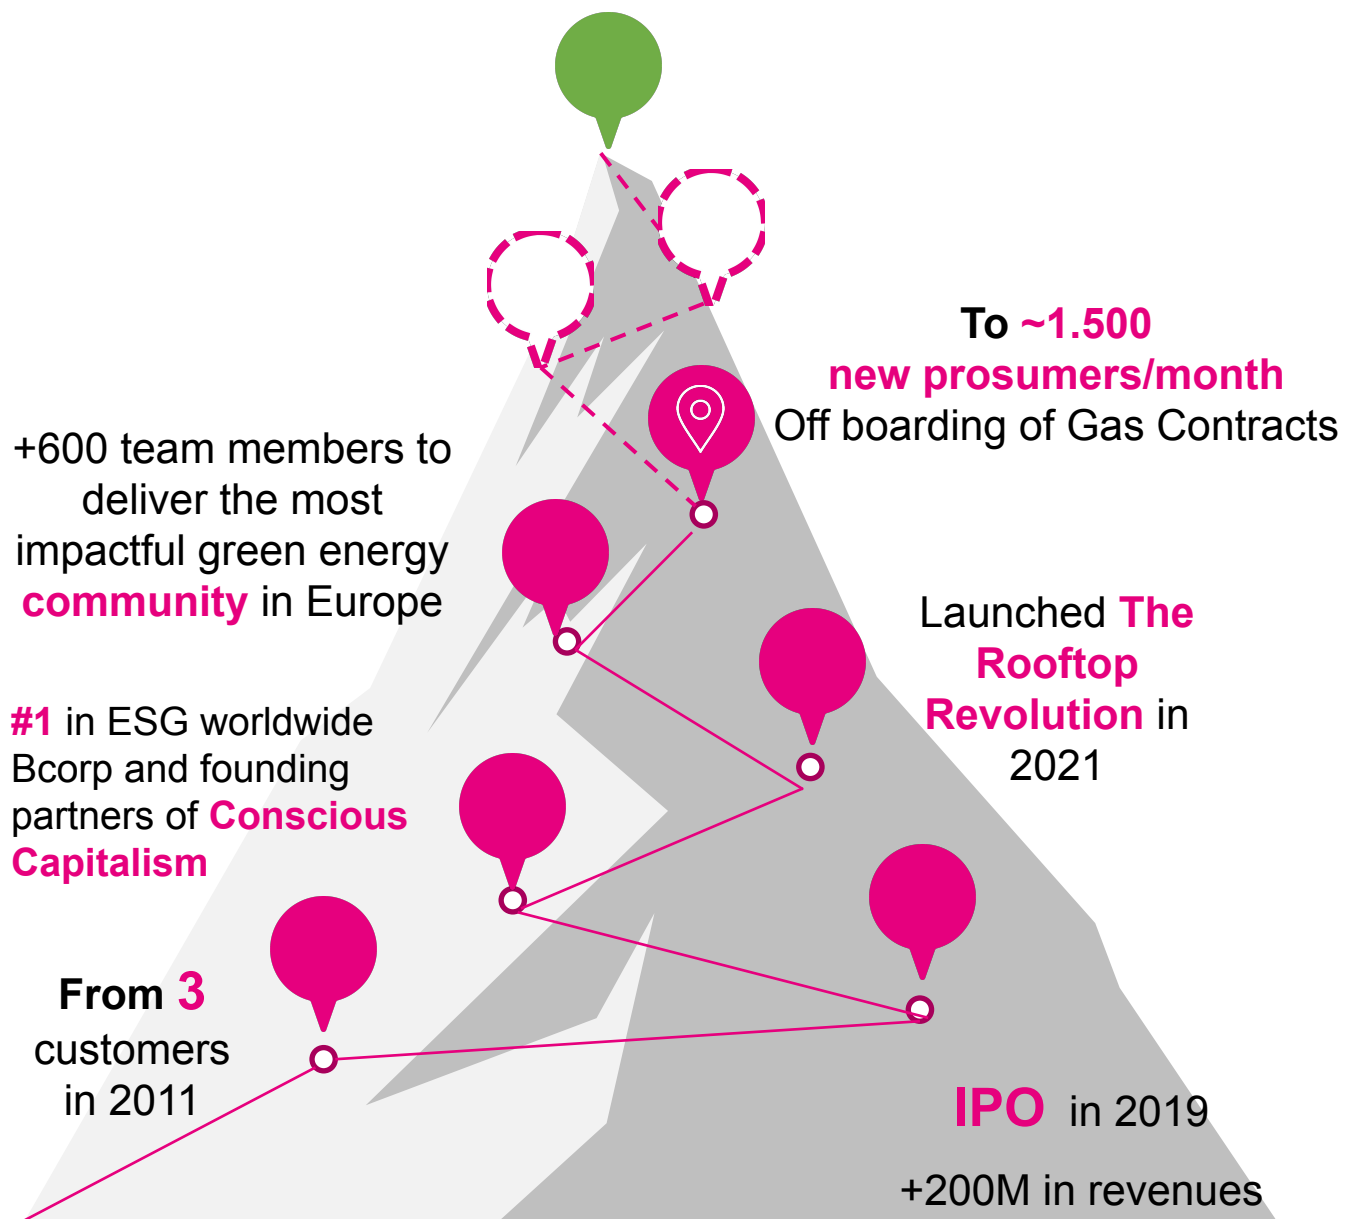 To ~1.500
new prosumers/month
Off boarding of Gas Contracts
+600 team members to
deliver the most
impactful green energy
community in Europe
Launched The
Rooftop
Revolution in
2021
#1 in ESG worldwide
Bcorp and founding
partners of Conscious
Capitalism
From 3
customers
in 2011
IPO in 2019
+200M in revenues